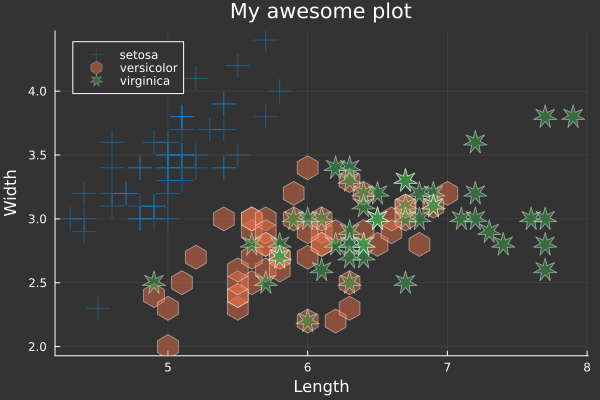 My awesome plot
setosa
versicolor
virginica
Width
4.0
3.5
3.0
2.5
2.0
5 6 7 8
Length